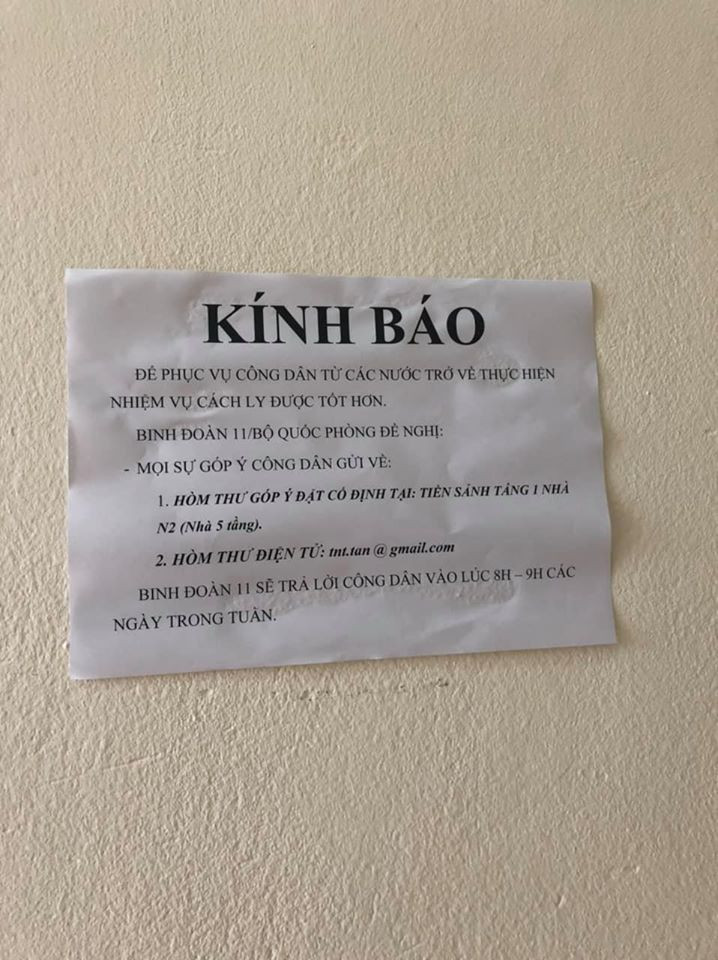 KÍNH BÁO
ĐỂ PHỤC VỤ CÔNG DÂN TỪ CÁC NƯỚC TRỞ VỀ THỰC HIỆN
NHIỆM VỤ CÁCH LY ĐƯỢC TỐT HƠN.
BINH ĐOÀN 11/BỘ QUỐC PHÒNG ĐỀ NGHỊ:
- MỌI SỰ GÓP Ý CÔNG DÂN GỬI VỀ:
1. HÒM THƯ GÓP Ý ĐẶT CỐ ĐỊNH TẠI: TIỀN SẢNH TẦNG 1 NHÀ
N2 (Nhà 5 tầng).
2. HÒM THƯ ĐIỆN TỬ: tnt.tan @ gmail.com
BINH ĐOÀN 11 SẼ TRẢ LỜI CÔNG DÂN VÀO LÚC 8H – 9H CÁC
NGÀY TRONG TUẦN.